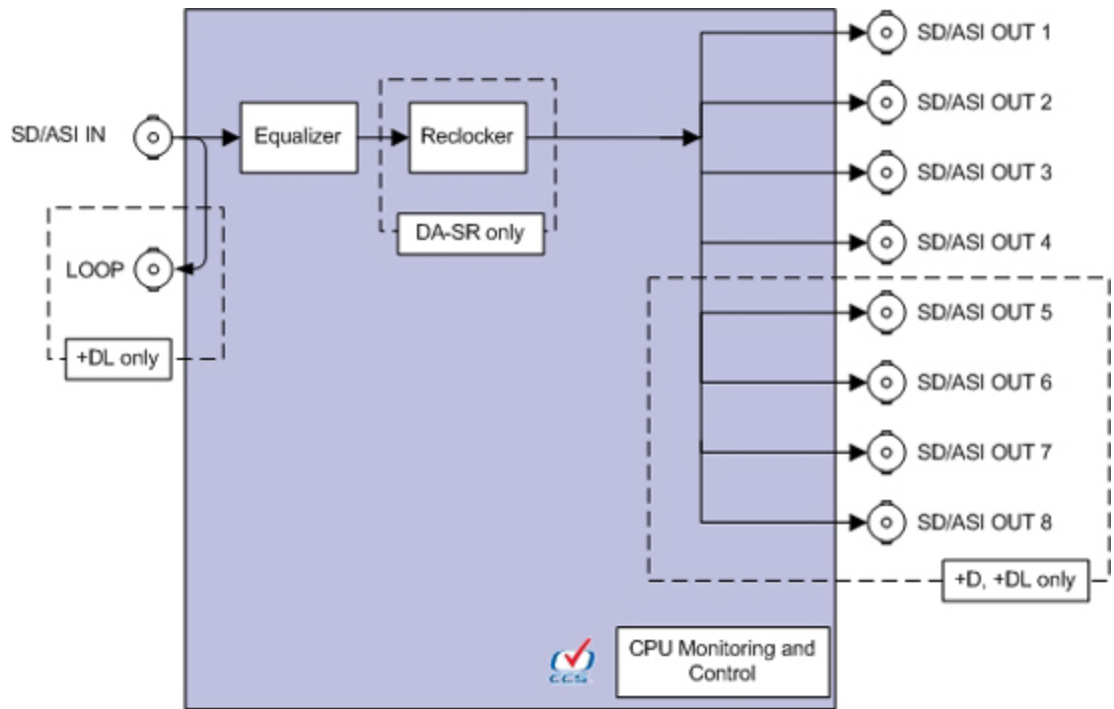 SD/ASI IN
Equalizer
Reclocker
DA-SR only
LOOP
+DL only
SD/ASI OUT 1
SD/ASI OUT 2
SD/ASI OUT 3
SD/ASI OUT 4
SD/ASI OUT 5
SD/ASI OUT 6
SD/ASI OUT 7
SD/ASI OUT 8
+D, +DL only
CCS
CPU Monitoring and
Control